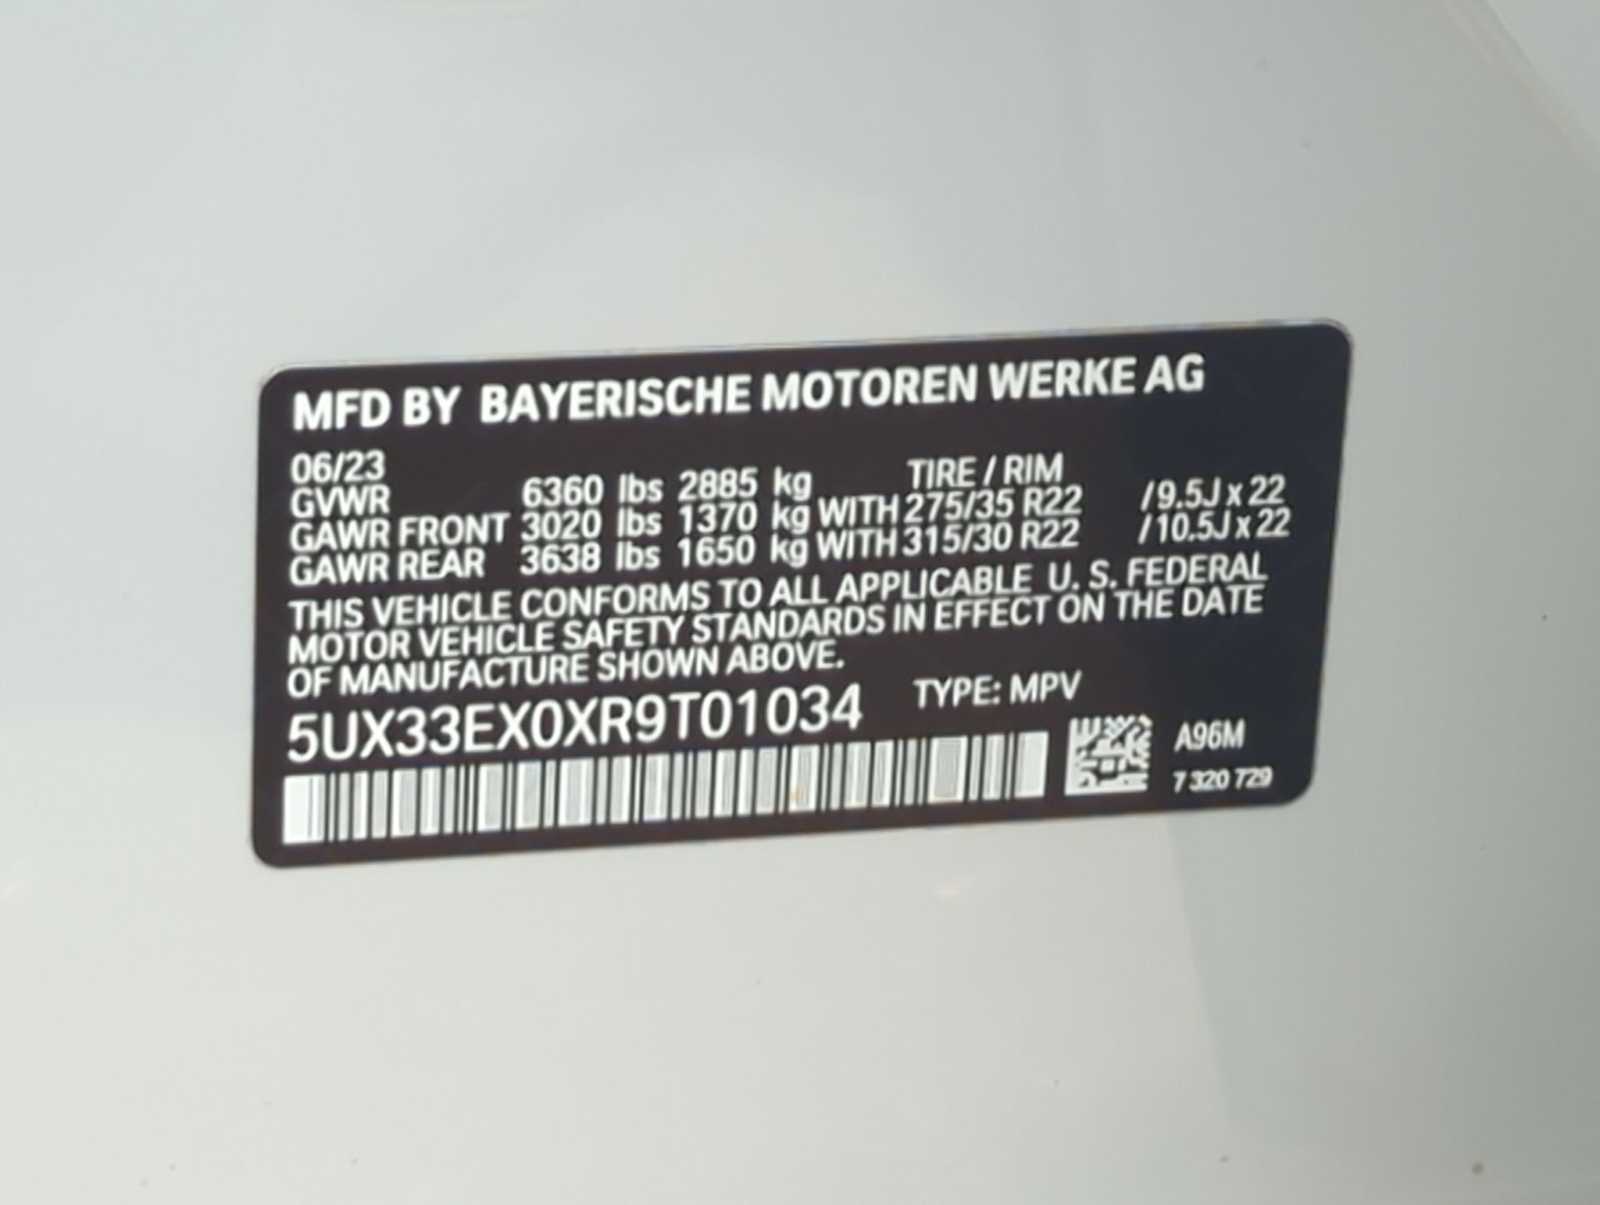 MFD BY BAYERISCHE MOTOREN WERKE AG
06/23 TIRE / RIM
GVWR 6360 lbs 2885 kg
GAWR FRONT 3020 lbs 1370 kg WITH 275/35 R22 /9.5J x 22
GAWR REAR 3638 lbs 1650 kg WITH 315/30 R22 /10.5J x 22
THIS VEHICLE CONFORMS TO ALL APPLICABLE U. S. FEDERAL
MOTOR VEHICLE SAFETY STANDARDS IN EFFECT ON THE DATE
OF MANUFACTURE SHOWN ABOVE.
5UX33EX0XR9T01034 TYPE: MPV
A96M
7 320 729